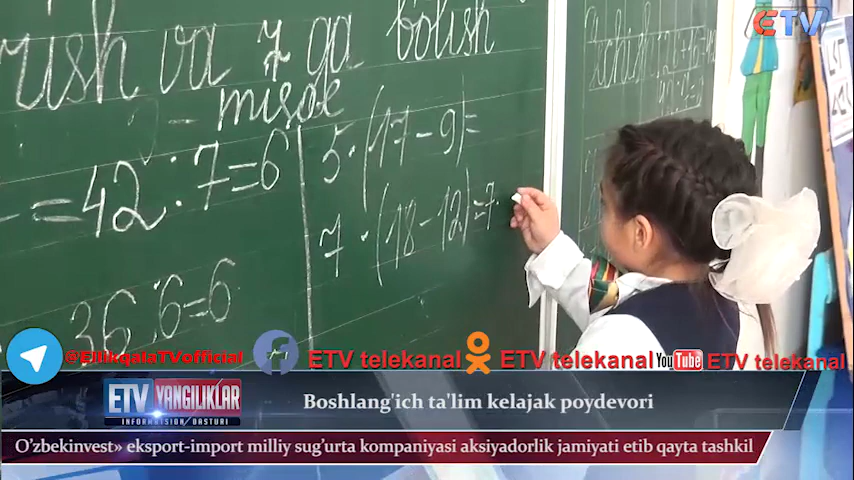 ETV
rish va 7 ga bo'lish
misol
= 42 : 7 = 6
5 · (17 - 9) =
7 · (18 - 12) = 7 ·
36 : 6 = 6
@EllikqalaTVofficial
ETV telekanal
ETV telekanal
YouTube
ETV telekanal
ETV YANGILIKLAR
INFORMATSION DASTURI
Boshlang'ich ta'lim kelajak poydevori
O'zbekinvest» eksport-import milliy sug'urta kompaniyasi aksiyadorlik jamiyati etib qayta tashkil